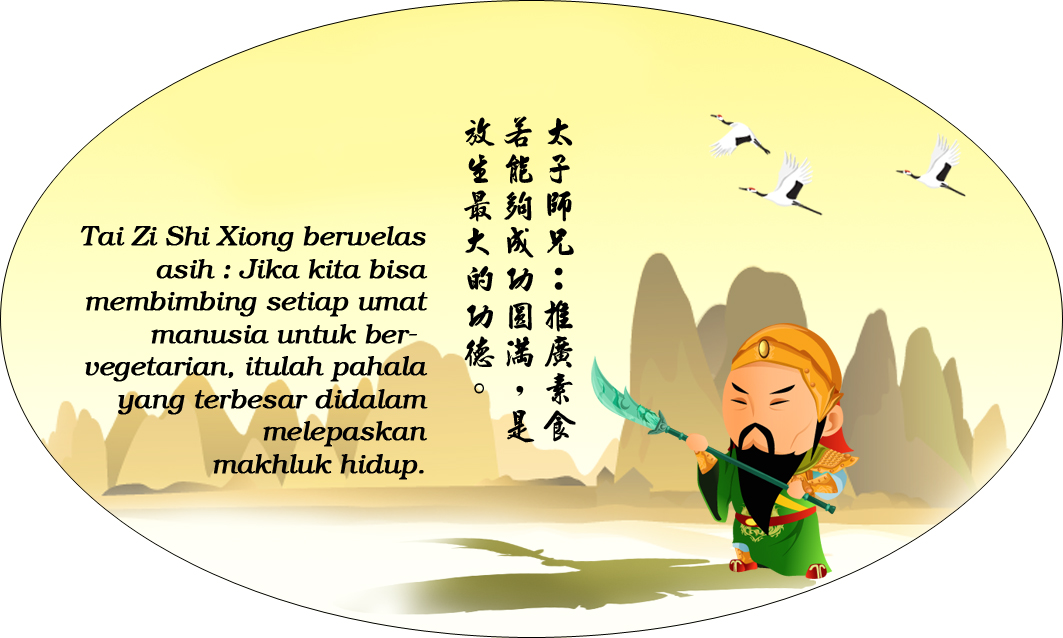 太子師兄：推廣素食
若能夠成功圆滿，是
放生最大的功德。
Tai Zi Shi Xiong berwelas
asih : Jika kita bisa
membimbing setiap umat
manusia untuk ber-
vegetarian, itulah pahala
yang terbesar didalam
melepaskan
makhluk hidup.